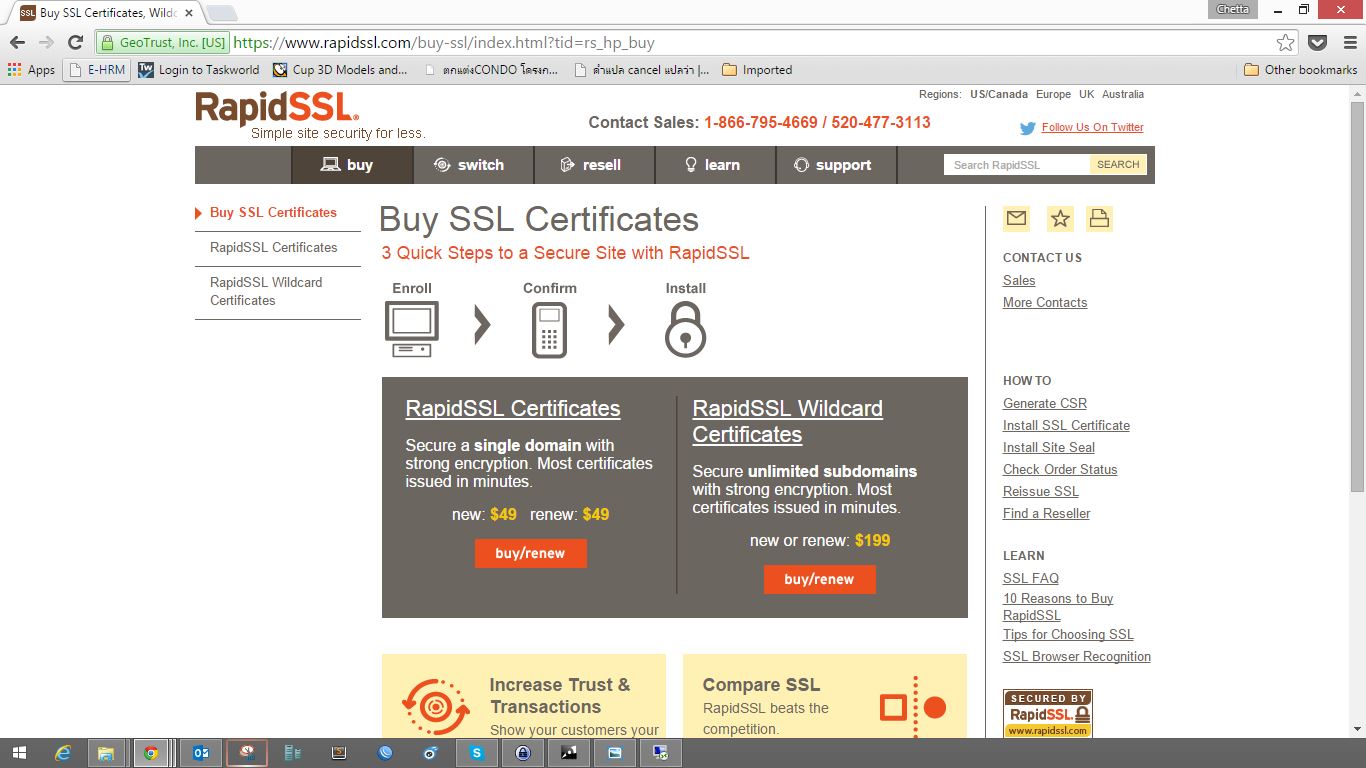 Buy SSL Certificates, Wildc
Chetta
GeoTrust, Inc. [US]
https://www.rapidssl.com/buy-ssl/index.html?tid=rs_hp_buy
Apps
E-HRM
Login to Taskworld
Cup 3D Models and...
ตกแต่งCONDO โครงก...
คำแปล cancel แปลว่า |...
Imported
Other bookmarks
RapidSSL.
Simple site security for less.
Regions: US/Canada Europe UK Australia
Contact Sales: 1-866-795-4669 / 520-477-3113
Follow Us On Twitter
buy
switch
resell
learn
support
Search RapidSSL
SEARCH
Buy SSL Certificates
RapidSSL Certificates
RapidSSL Wildcard
Certificates
Buy SSL Certificates
3 Quick Steps to a Secure Site with RapidSSL
Enroll
Confirm
Install
RapidSSL Certificates
Secure a single domain with
strong encryption. Most certificates
issued in minutes.
new: $49 renew: $49
buy/renew
RapidSSL Wildcard
Certificates
Secure unlimited subdomains
with strong encryption. Most
certificates issued in minutes.
new or renew: $199
buy/renew
Increase Trust &
Transactions
Show your customers your
Compare SSL
RapidSSL beats the
competition.
CONTACT US
Sales
More Contacts
HOW TO
Generate CSR
Install SSL Certificate
Install Site Seal
Check Order Status
Reissue SSL
Find a Reseller
LEARN
SSL FAQ
10 Reasons to Buy
RapidSSL
Tips for Choosing SSL
SSL Browser Recognition
SECURED BY
RapidSSL.
www.rapidssl.com